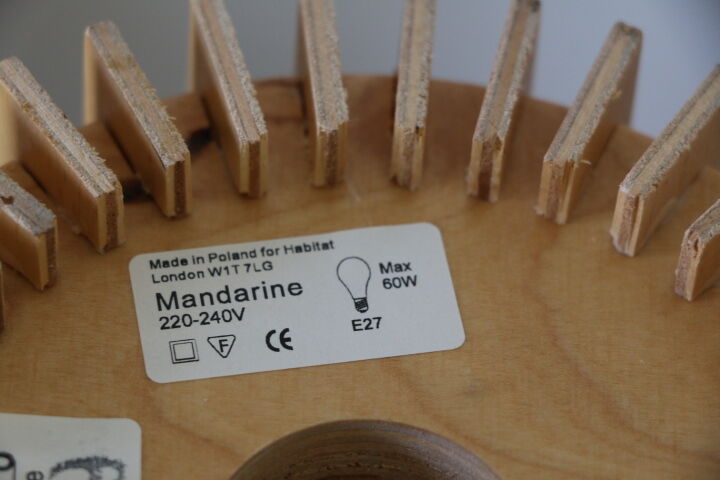 Made in Poland for Habitat
London W1T 7LG
Mandarine
220-240V
Max
60W
E27
F
CE